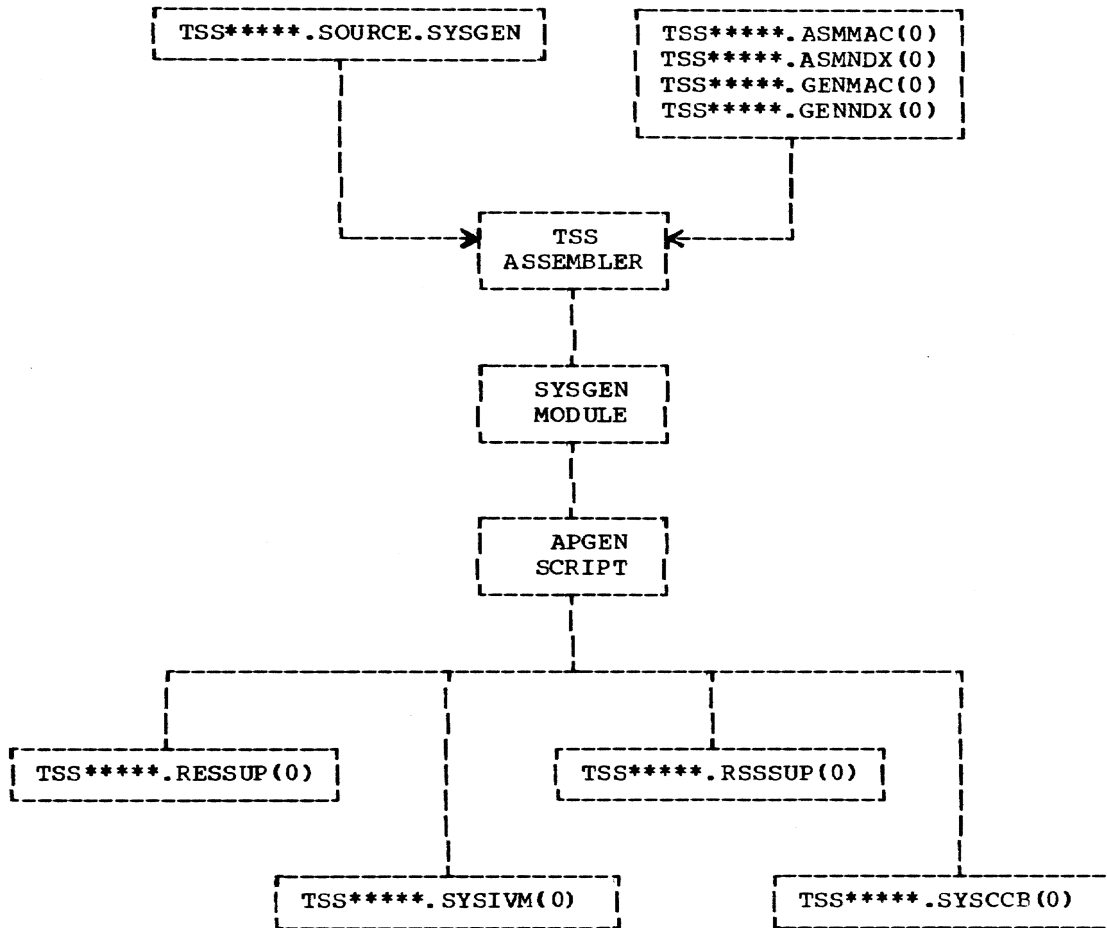 TSS*****.SOURCE.SYSGEN
TSS*****.ASMMAC(0)
TSS*****.ASMNDX(0)
TSS*****.GENMAC(0)
TSS*****.GENNDX(0)
TSS
ASSEMBLER
SYSGEN
MODULE
APGEN
SCRIPT
TSS*****.RESSUP(0)
TSS*****.RSSSUP(0)
TSS*****.SYSIVM(0)
TSS*****.SYSCCB(0)